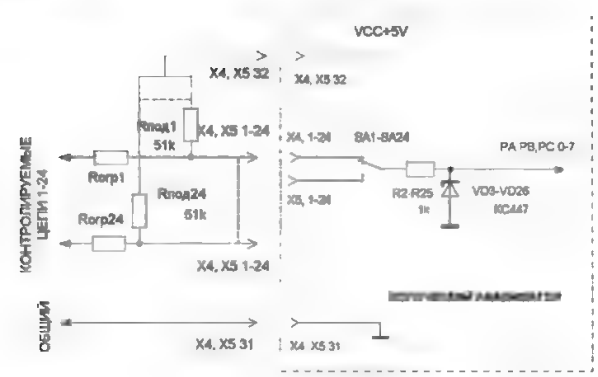 VCC+5V
X4, X5 32
X4, X5 32
Rпод1
51k
X4, X5 1-24
X4, 1-24
SA1-SA24
PA PB,PC 0-7
КОНТРОЛИРУЕМЫЕ
ЦЕПИ 1-24
Rогр1
Rпод24
51k
X5, 1-24
R2-R25
1k
VD3-VD26
КС447
Rогр24
X4, X5 1-24
ОБЩИЙ
X4, X5 31
X4 X5 31